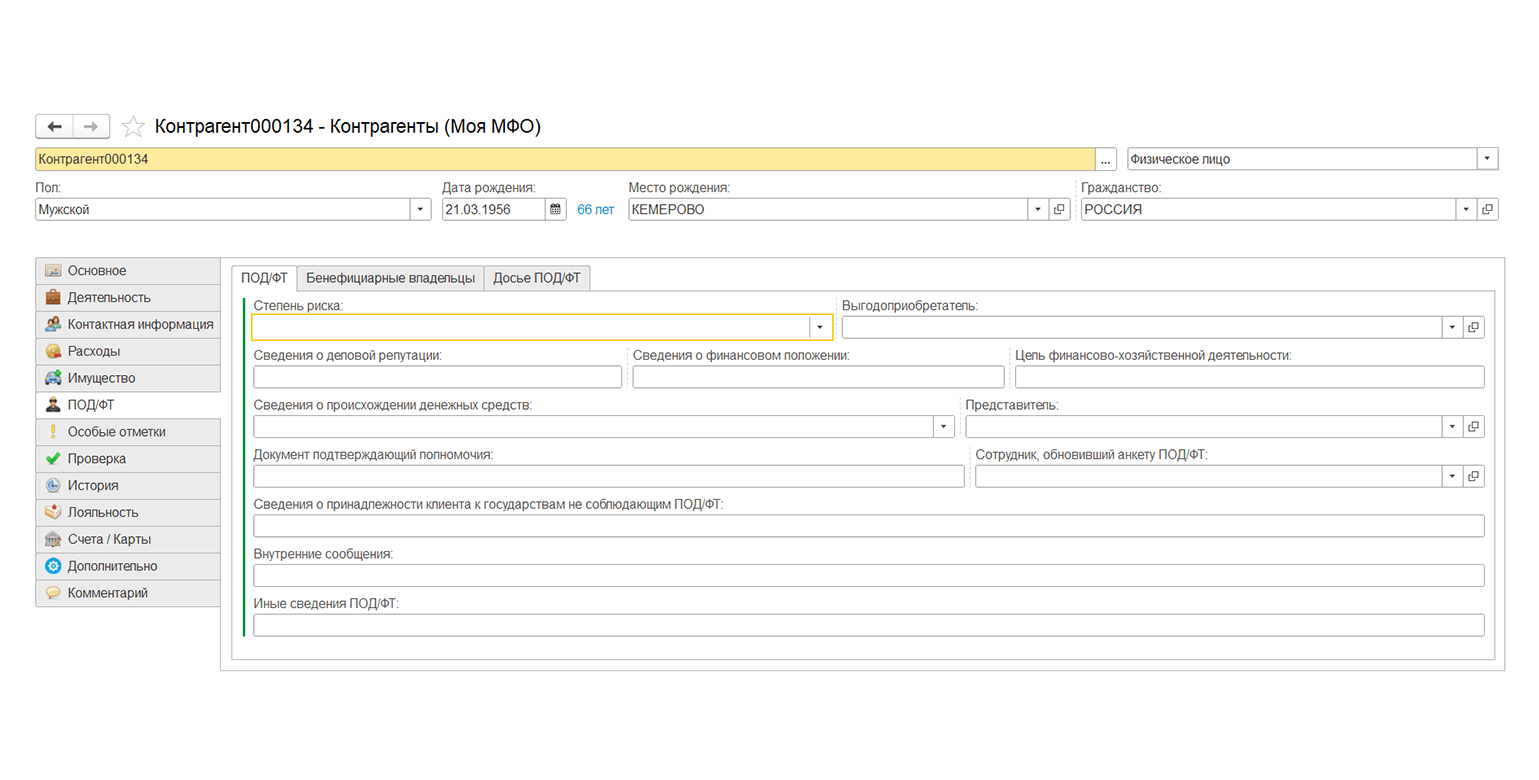 Контрагент000134 - Контрагенты (Моя МФО)
Контрагент000134 ... Физическое лицо
Пол: Дата рождения: Место рождения: Гражданство:
Мужской 21.03.1956 66 лет КЕМЕРОВО РОССИЯ
Основное
Деятельность
Контактная информация
Расходы
Имущество
ПОД/ФТ
Особые отметки
Проверка
История
Лояльность
Счета / Карты
Дополнительно
Комментарий
ПОД/ФТ Бенефициарные владельцы Досье ПОД/ФТ
Степень риска: Выгодоприобретатель:
Сведения о деловой репутации: Сведения о финансовом положении: Цель финансово-хозяйственной деятельности:
Сведения о происхождении денежных средств: Представитель:
Документ подтверждающий полномочия: Сотрудник, обновивший анкету ПОД/ФТ:
Сведения о принадлежности клиента к государствам не соблюдающим ПОД/ФТ:
Внутренние сообщения:
Иные сведения ПОД/ФТ: